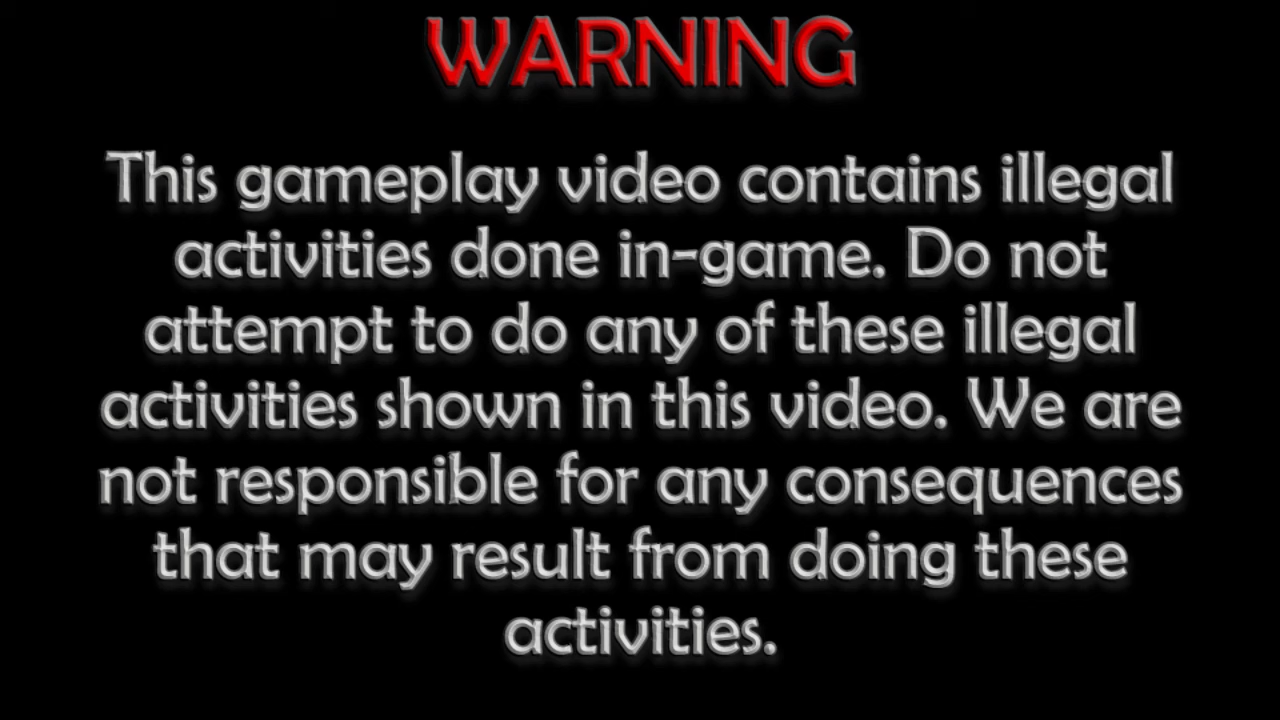 WARNING
This gameplay video contains illegal
activities done in-game. Do not
attempt to do any of these illegal
activities shown in this video. We are
not responsible for any consequences
that may result from doing these
activities.